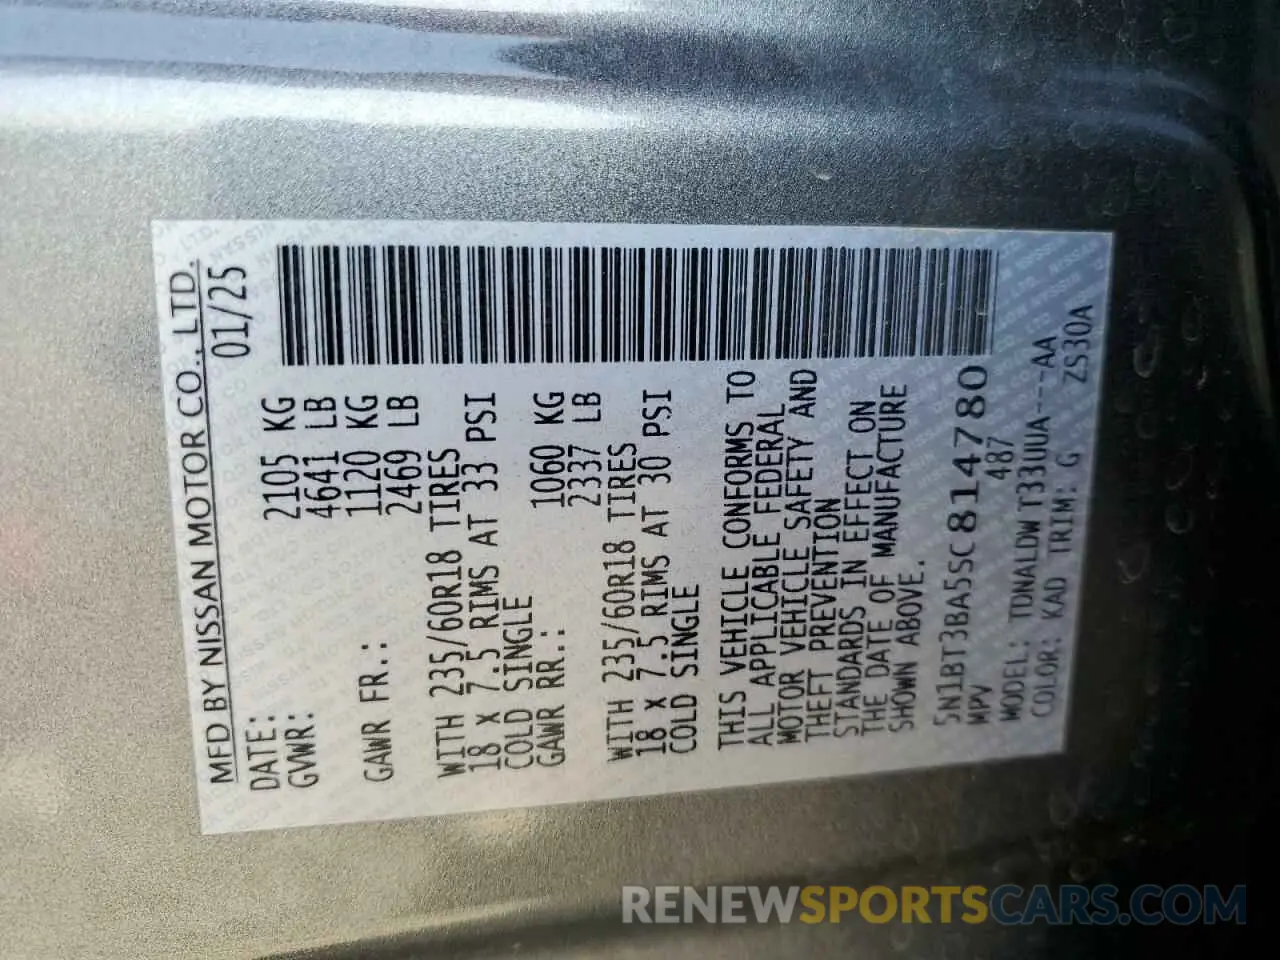 MFD BY NISSAN MOTOR CO., LTD.
DATE: 01/25
GVWR: 2105 KG
4641 LB
GAWR FR.: 1120 KG
2469 LB
WITH 235/60R18 TIRES
18 X 7.5 RIMS AT 33 PSI
COLD SINGLE
GAWR RR.: 1060 KG
2337 LB
WITH 235/60R18 TIRES
18 X 7.5 RIMS AT 30 PSI
COLD SINGLE
THIS VEHICLE CONFORMS TO
ALL APPLICABLE FEDERAL
MOTOR VEHICLE SAFETY AND
THEFT PREVENTION
STANDARDS IN EFFECT ON
THE DATE OF MANUFACTURE
SHOWN ABOVE.
5N1BT3BA5SC814780
MPV 487
MODEL: TDNALDWT33UUA---AA
COLOR: KAD TRIM: G ZS30A
RENEWSPORTSCARS.COM